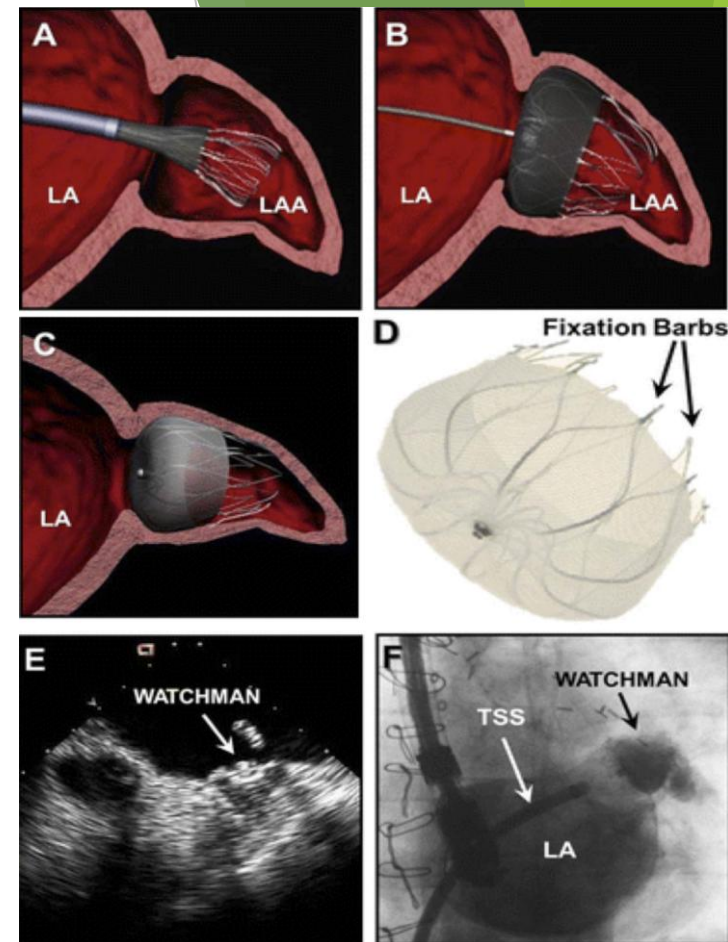 A
LA
LAA
B
LA
LAA
C
LA
D
Fixation Barbs
E
WATCHMAN
F
WATCHMAN
TSS
LA